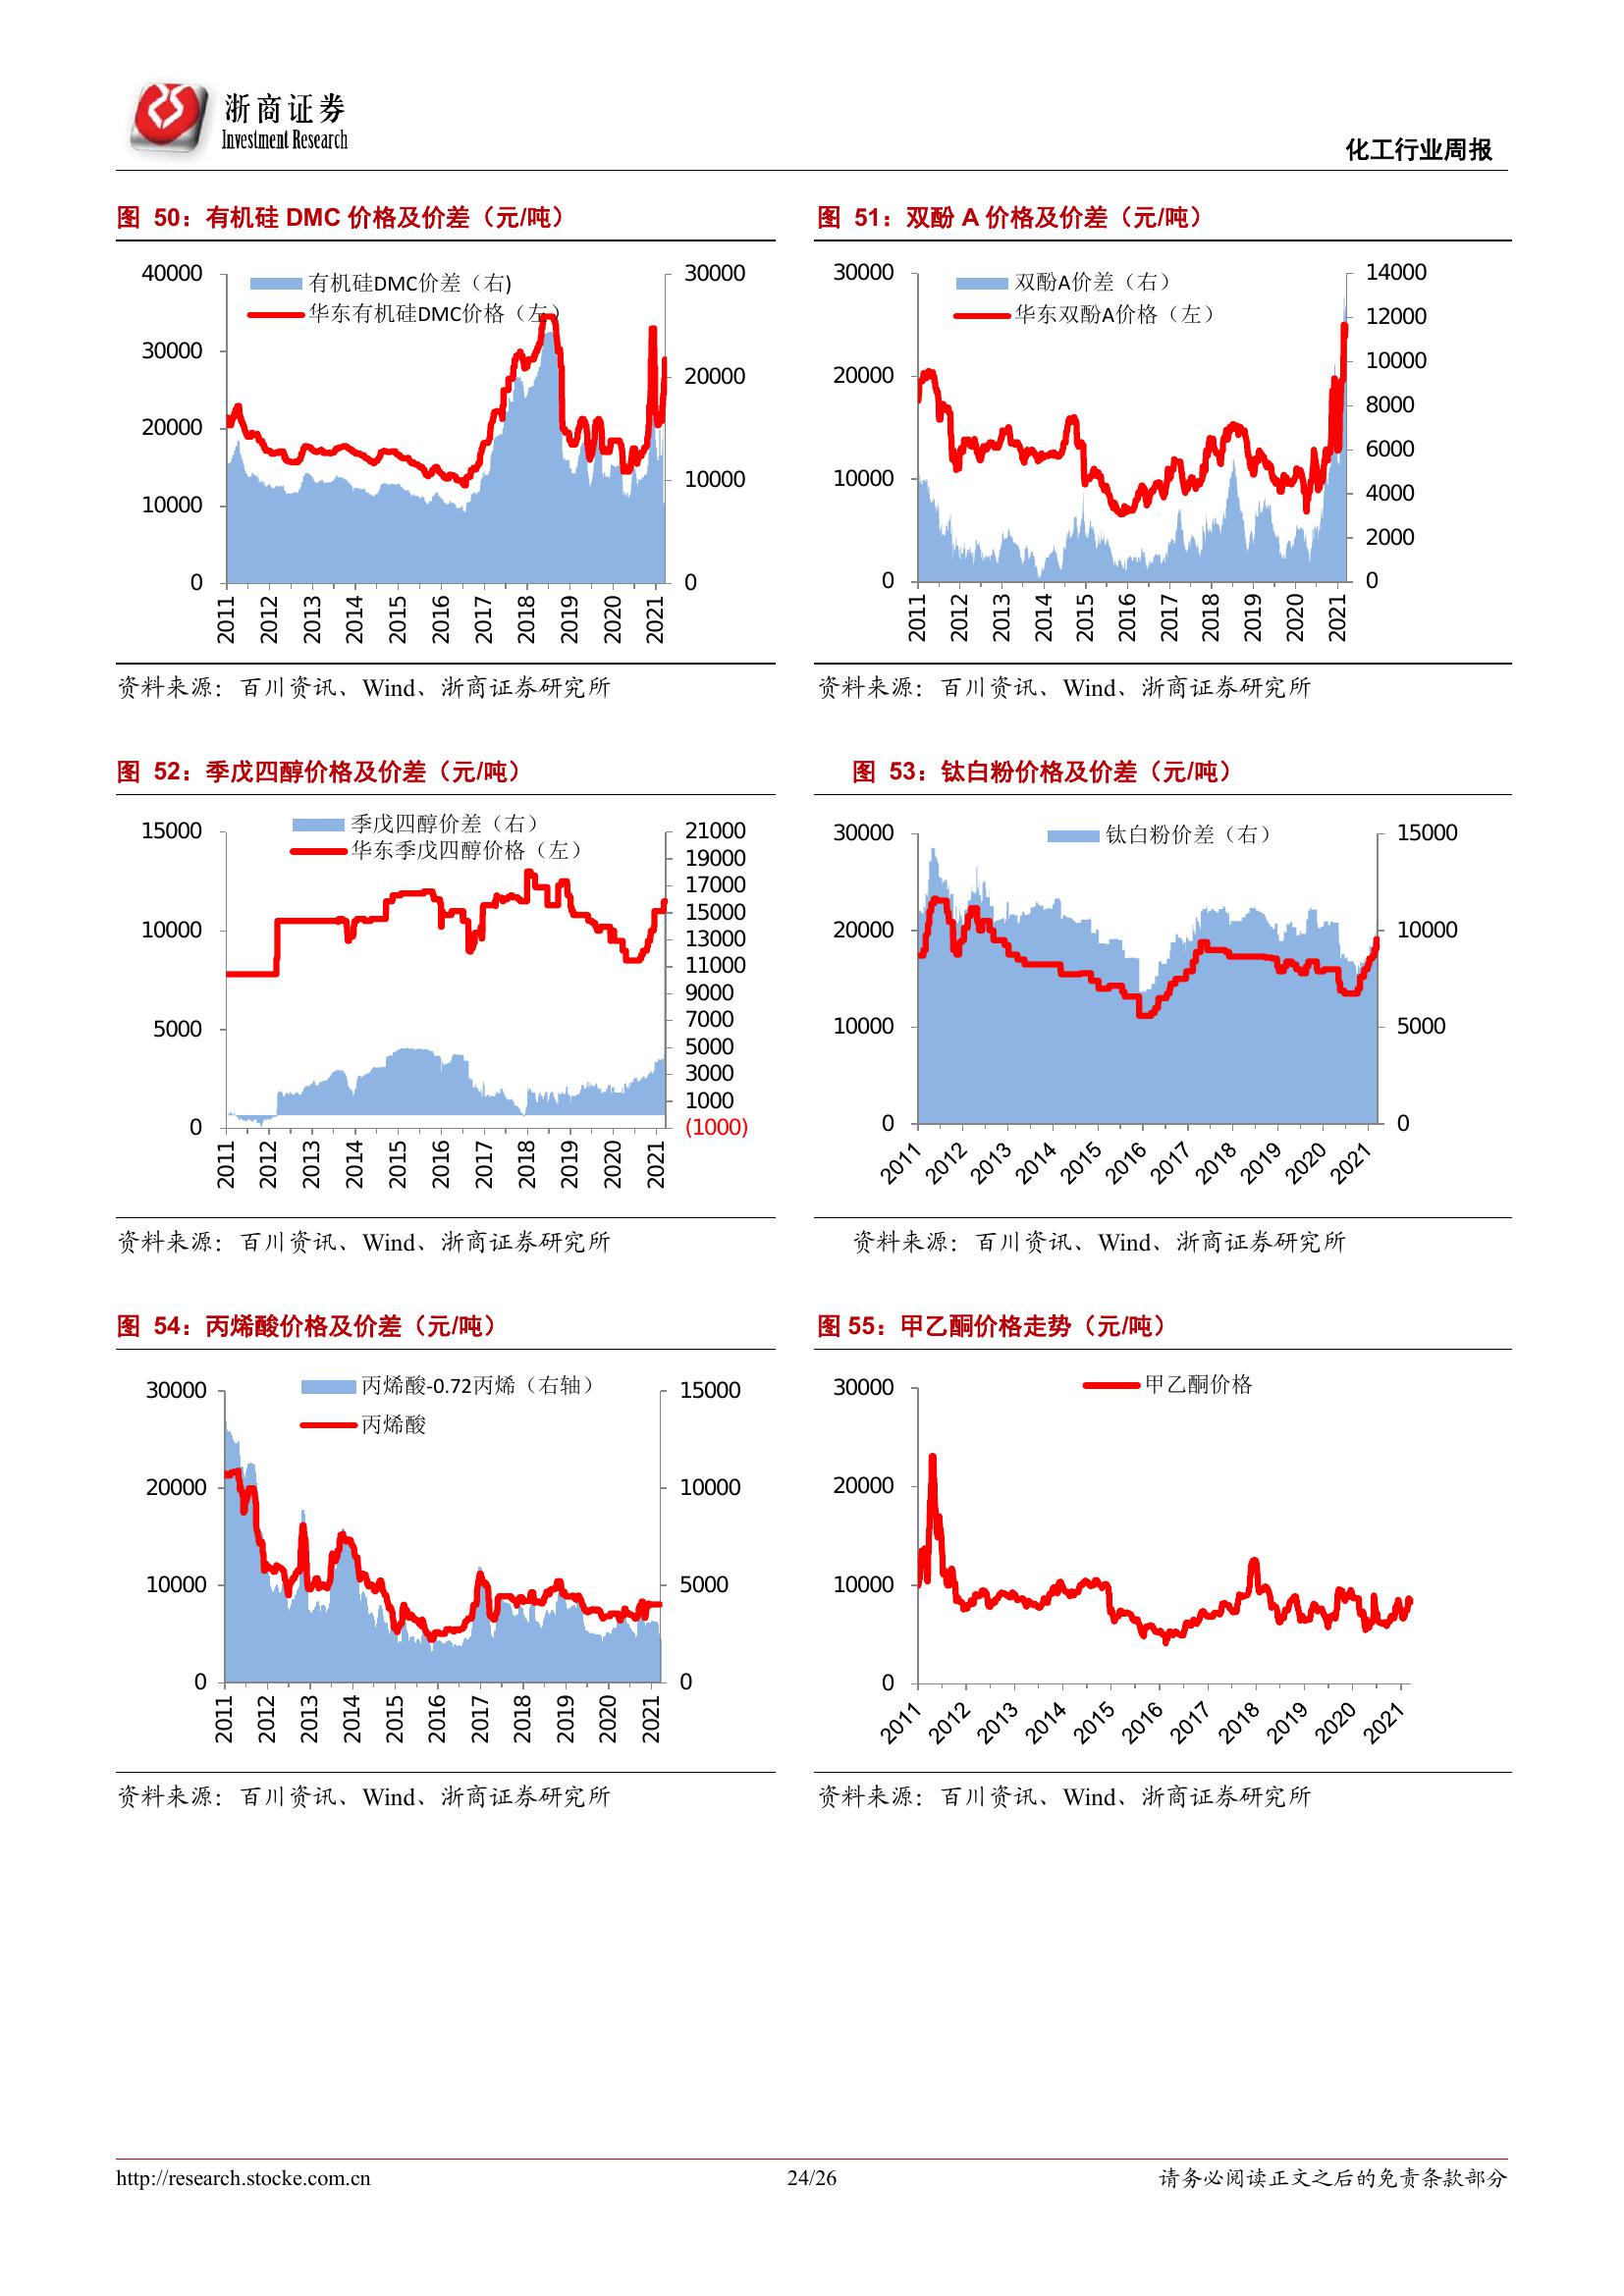 浙商证券
Investment Research
化工行业周报
图 50：有机硅 DMC 价格及价差（元/吨）
40000
30000
20000
10000
0
30000
20000
10000
0
有机硅DMC价差（右)
华东有机硅DMC价格（左）
2011 2012 2013 2014 2015 2016 2017 2018 2019 2020 2021
资料来源：百川资讯、Wind、浙商证券研究所
图 51：双酚 A 价格及价差（元/吨）
30000
20000
10000
0
14000
12000
10000
8000
6000
4000
2000
0
双酚A价差（右）
华东双酚A价格（左）
2011 2012 2013 2014 2015 2016 2017 2018 2019 2020 2021
资料来源：百川资讯、Wind、浙商证券研究所
图 52：季戊四醇价格及价差（元/吨）
15000
10000
5000
0
21000
19000
17000
15000
13000
11000
9000
7000
5000
3000
1000
(1000)
季戊四醇价差（右）
华东季戊四醇价格（左）
2011 2012 2013 2014 2015 2016 2017 2018 2019 2020 2021
资料来源：百川资讯、Wind、浙商证券研究所
图 53：钛白粉价格及价差（元/吨）
30000
20000
10000
0
15000
10000
5000
0
钛白粉价差（右）
2011 2012 2013 2014 2015 2016 2017 2018 2019 2020 2021
资料来源：百川资讯、Wind、浙商证券研究所
图 54：丙烯酸价格及价差（元/吨）
30000
20000
10000
0
15000
10000
5000
0
丙烯酸-0.72丙烯（右轴）
丙烯酸
2011 2012 2013 2014 2015 2016 2017 2018 2019 2020 2021
资料来源：百川资讯、Wind、浙商证券研究所
图 55：甲乙酮价格走势（元/吨）
30000
20000
10000
0
甲乙酮价格
2011 2012 2013 2014 2015 2016 2017 2018 2019 2020 2021
资料来源：百川资讯、Wind、浙商证券研究所
http://research.stocke.com.cn
24/26
请务必阅读正文之后的免责条款部分